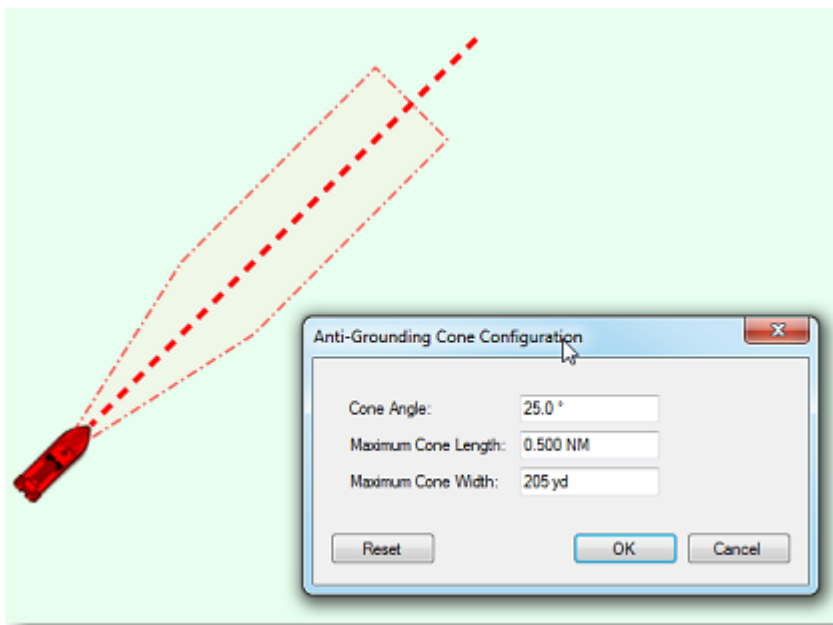 Anti-Grounding Cone Configuration
Cone Angle: 25.0 °
Maximum Cone Length: 0.500 NM
Maximum Cone Width: 205 yd
Reset OK Cancel